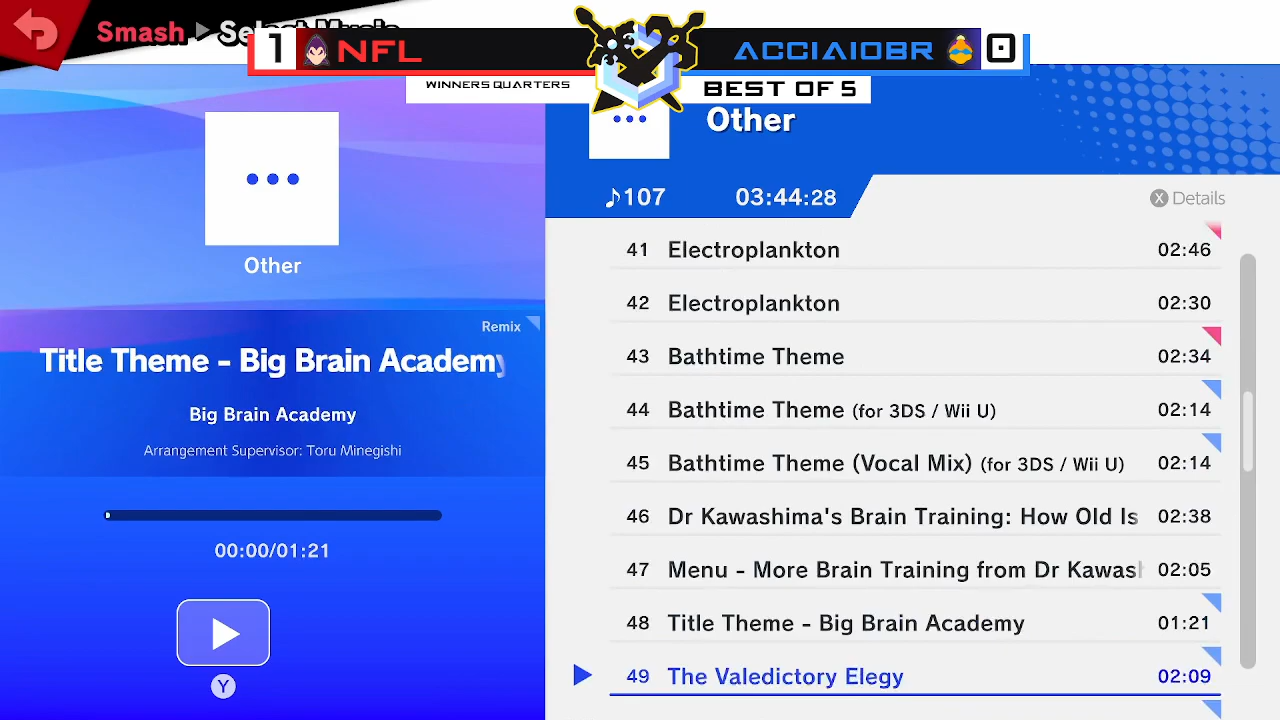 Smash ▶ Select Music
1 NFL
ACCIAIOBR 0
WINNERS QUARTERS
BEST OF 5
Other
Other
♪107 03:44:28
X Details
Remix
Title Theme - Big Brain Academy
Big Brain Academy
Arrangement Supervisor: Toru Minegishi
00:00/01:21
Y
41 Electroplankton 02:46
42 Electroplankton 02:30
43 Bathtime Theme 02:34
44 Bathtime Theme (for 3DS / Wii U) 02:14
45 Bathtime Theme (Vocal Mix) (for 3DS / Wii U) 02:14
46 Dr Kawashima's Brain Training: How Old Is 02:38
47 Menu - More Brain Training from Dr Kawash 02:05
48 Title Theme - Big Brain Academy 01:21
49 The Valedictory Elegy 02:09